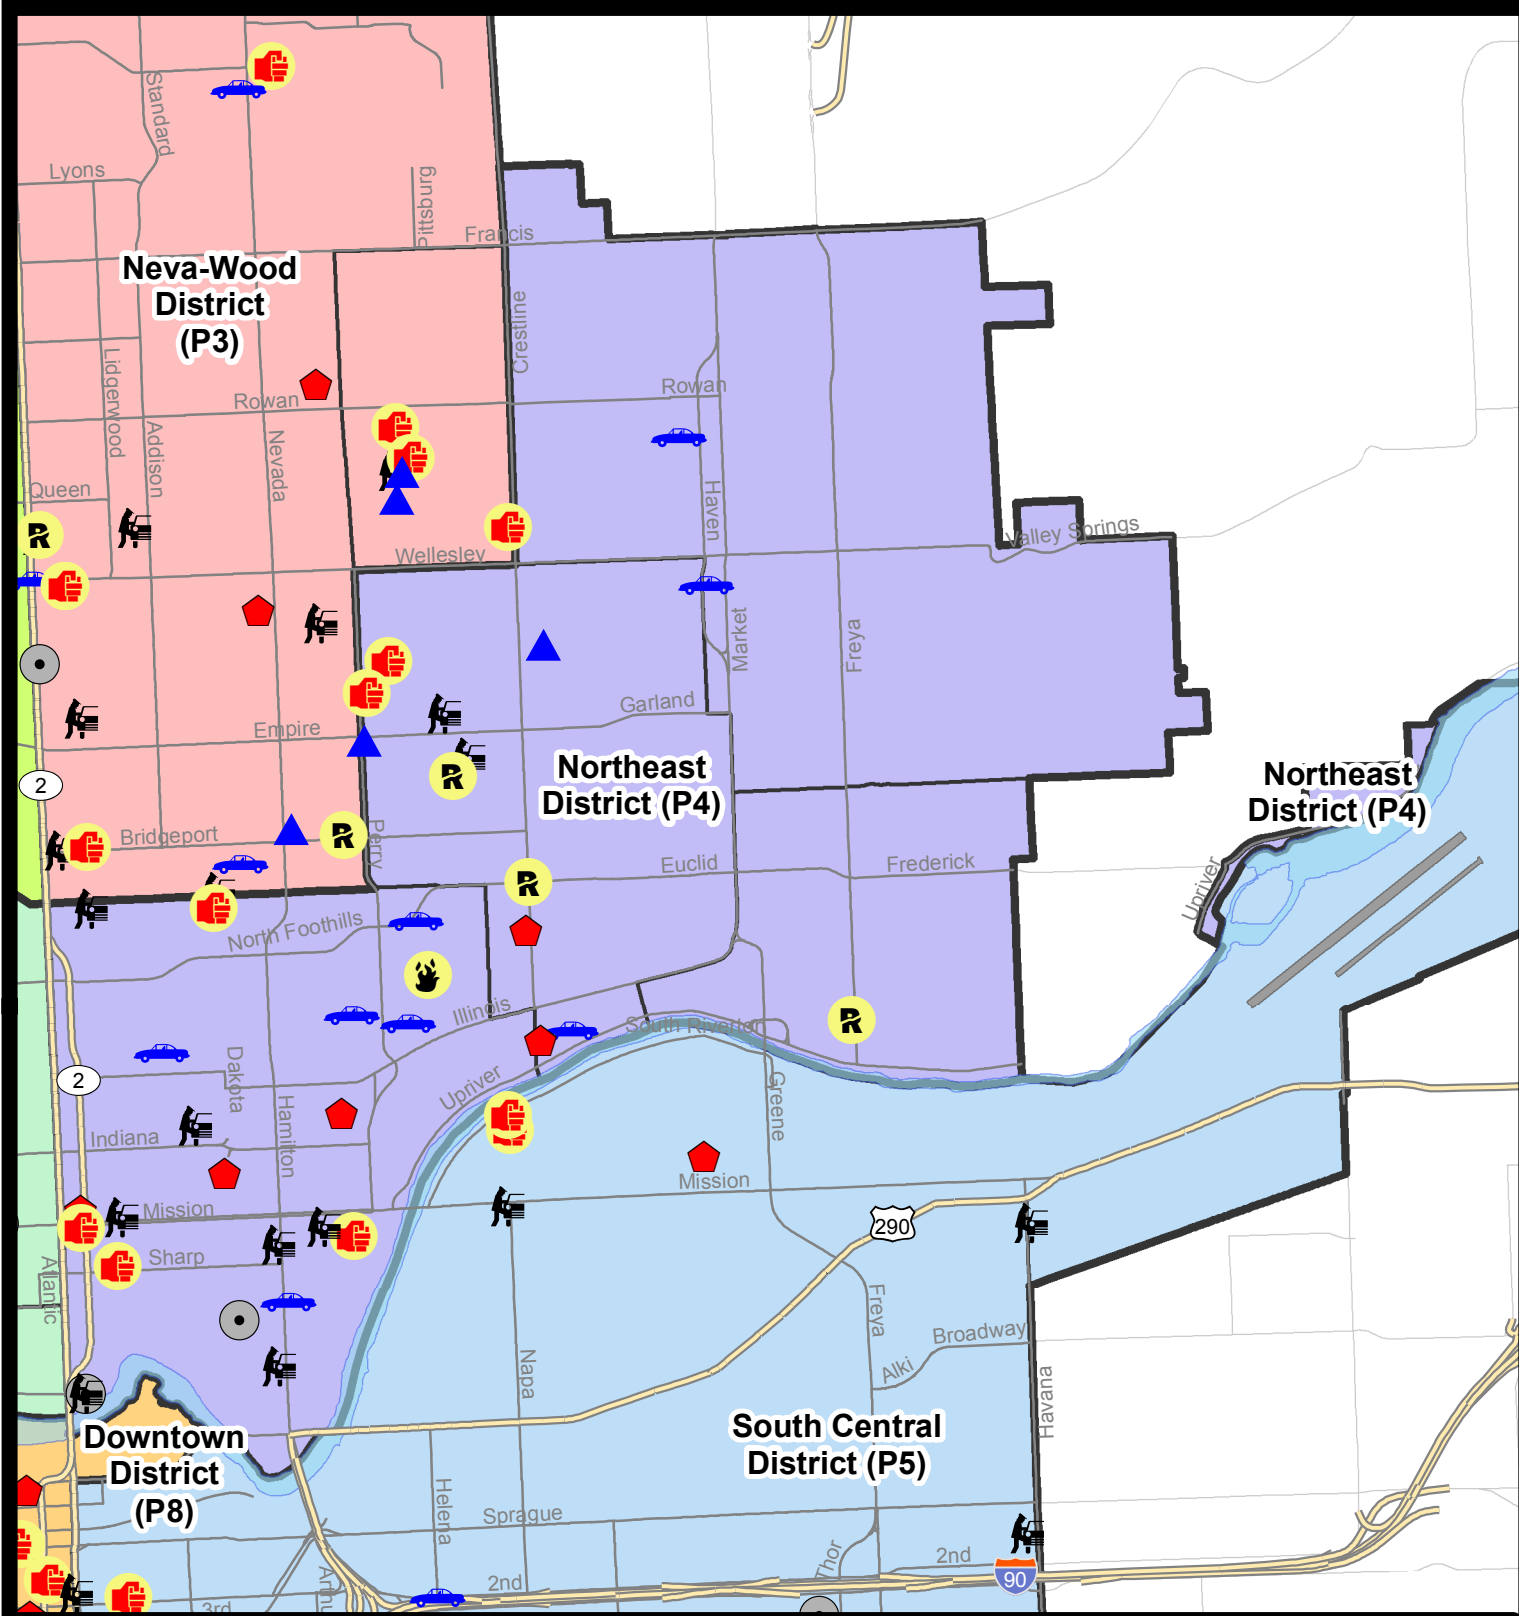 Standard
Lyons
Pittsburg
Francis
Neva-Wood
District
(P3)
Crestline
Lidgerwood
Rowan
Rowan
Addison
Nevada
Queen
Haven
Valley Springs
Wellesley
Market
Freya
Garland
Empire
Northeast
District (P4)
Northeast
District (P4)
2
Bridgeport
Perry
Euclid
Frederick
Upriver
North Foothills
Illinois
South Riverton
2
Dakota
Upriver
Greene
Hamilton
Indiana
Mission
Mission
290
Sharp
Atlantic
Freya
Broadway
Napa
Alki
Havana
Downtown
District
(P8)
South Central
District (P5)
Helena
Sprague
Thor
2nd
2nd
90
3rd